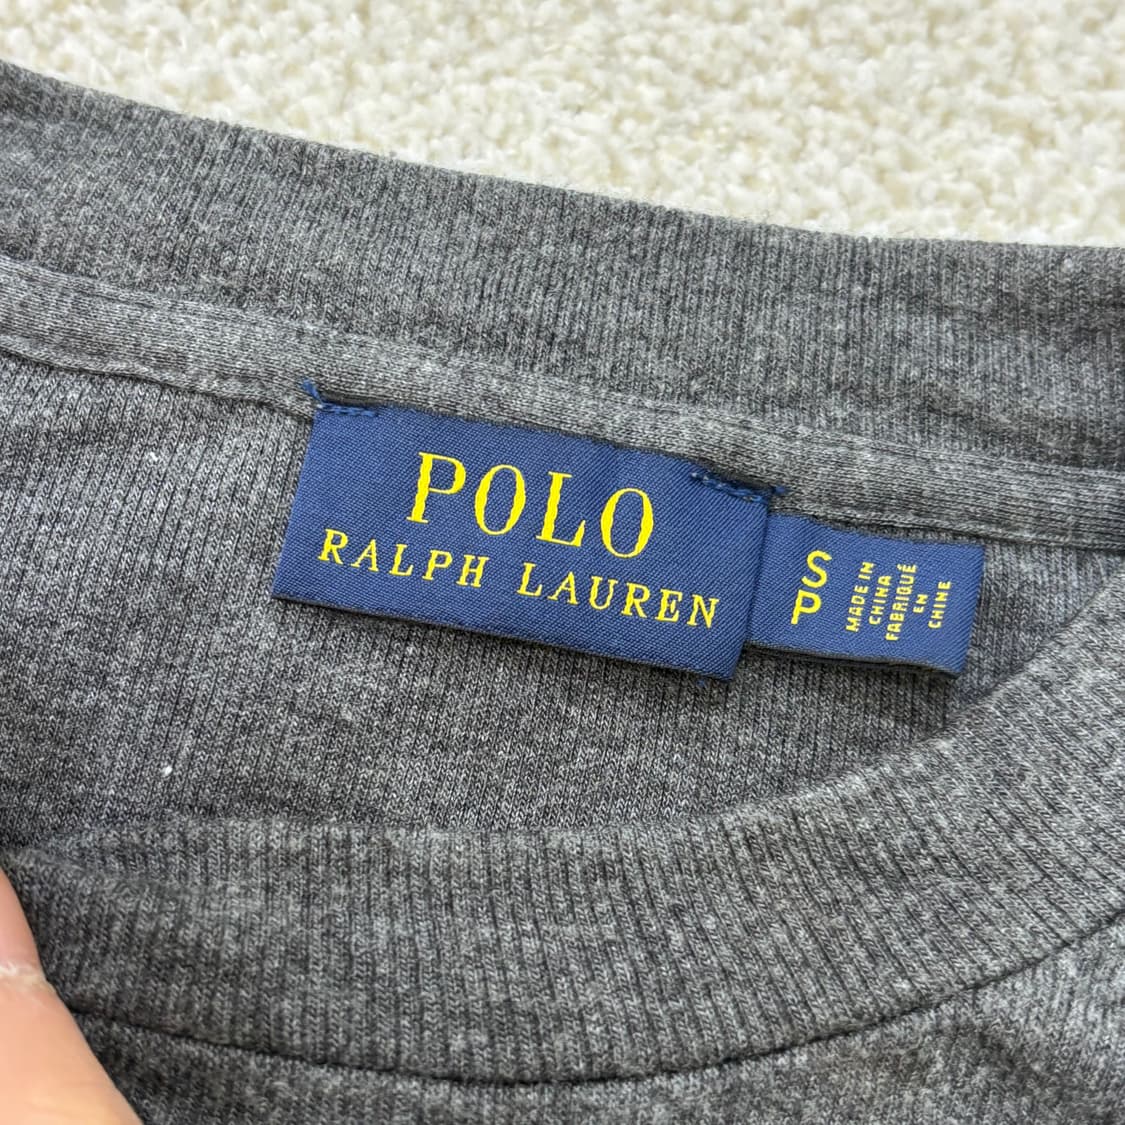 POLO
RALPH LAUREN
S
P
MADE IN
CHINA
FABRIQUÉ
EN
CHINE